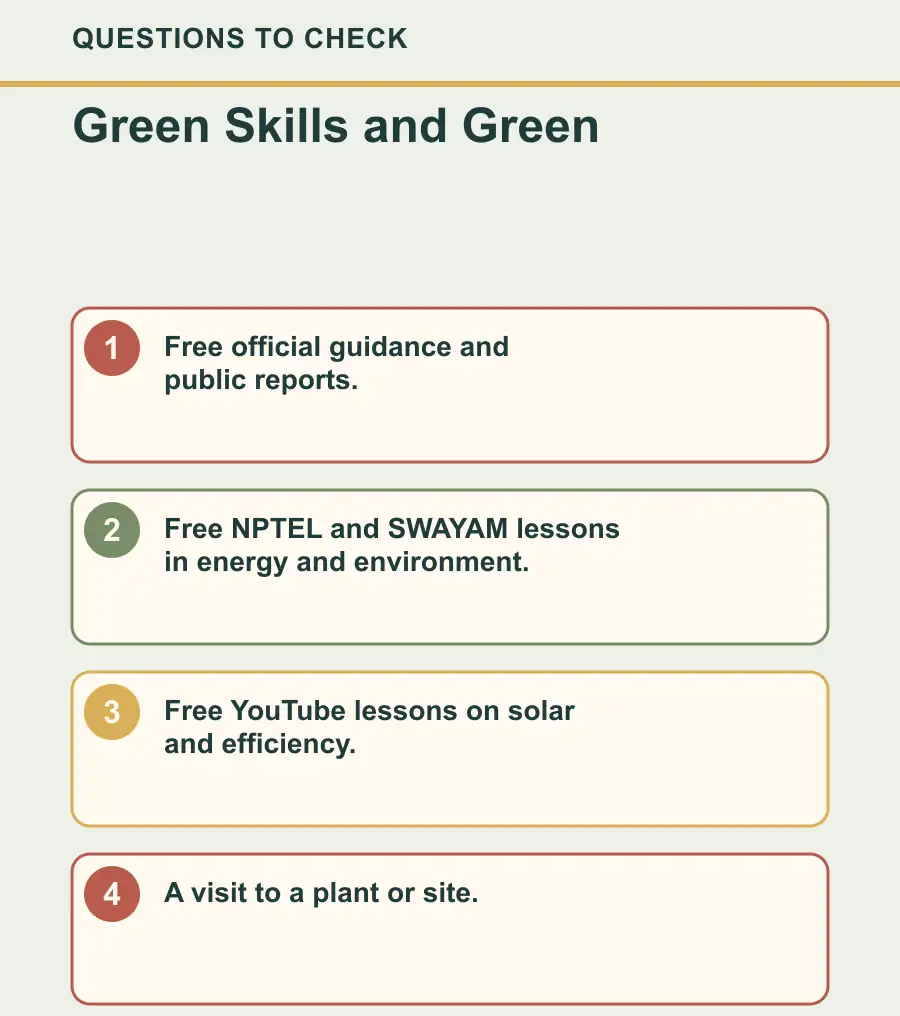 QUESTIONS TO CHECK
Green Skills and Green
1
Free official guidance and
public reports.
2
Free NPTEL and SWAYAM lessons
in energy and environment.
3
Free YouTube lessons on solar
and efficiency.
4
A visit to a plant or site.